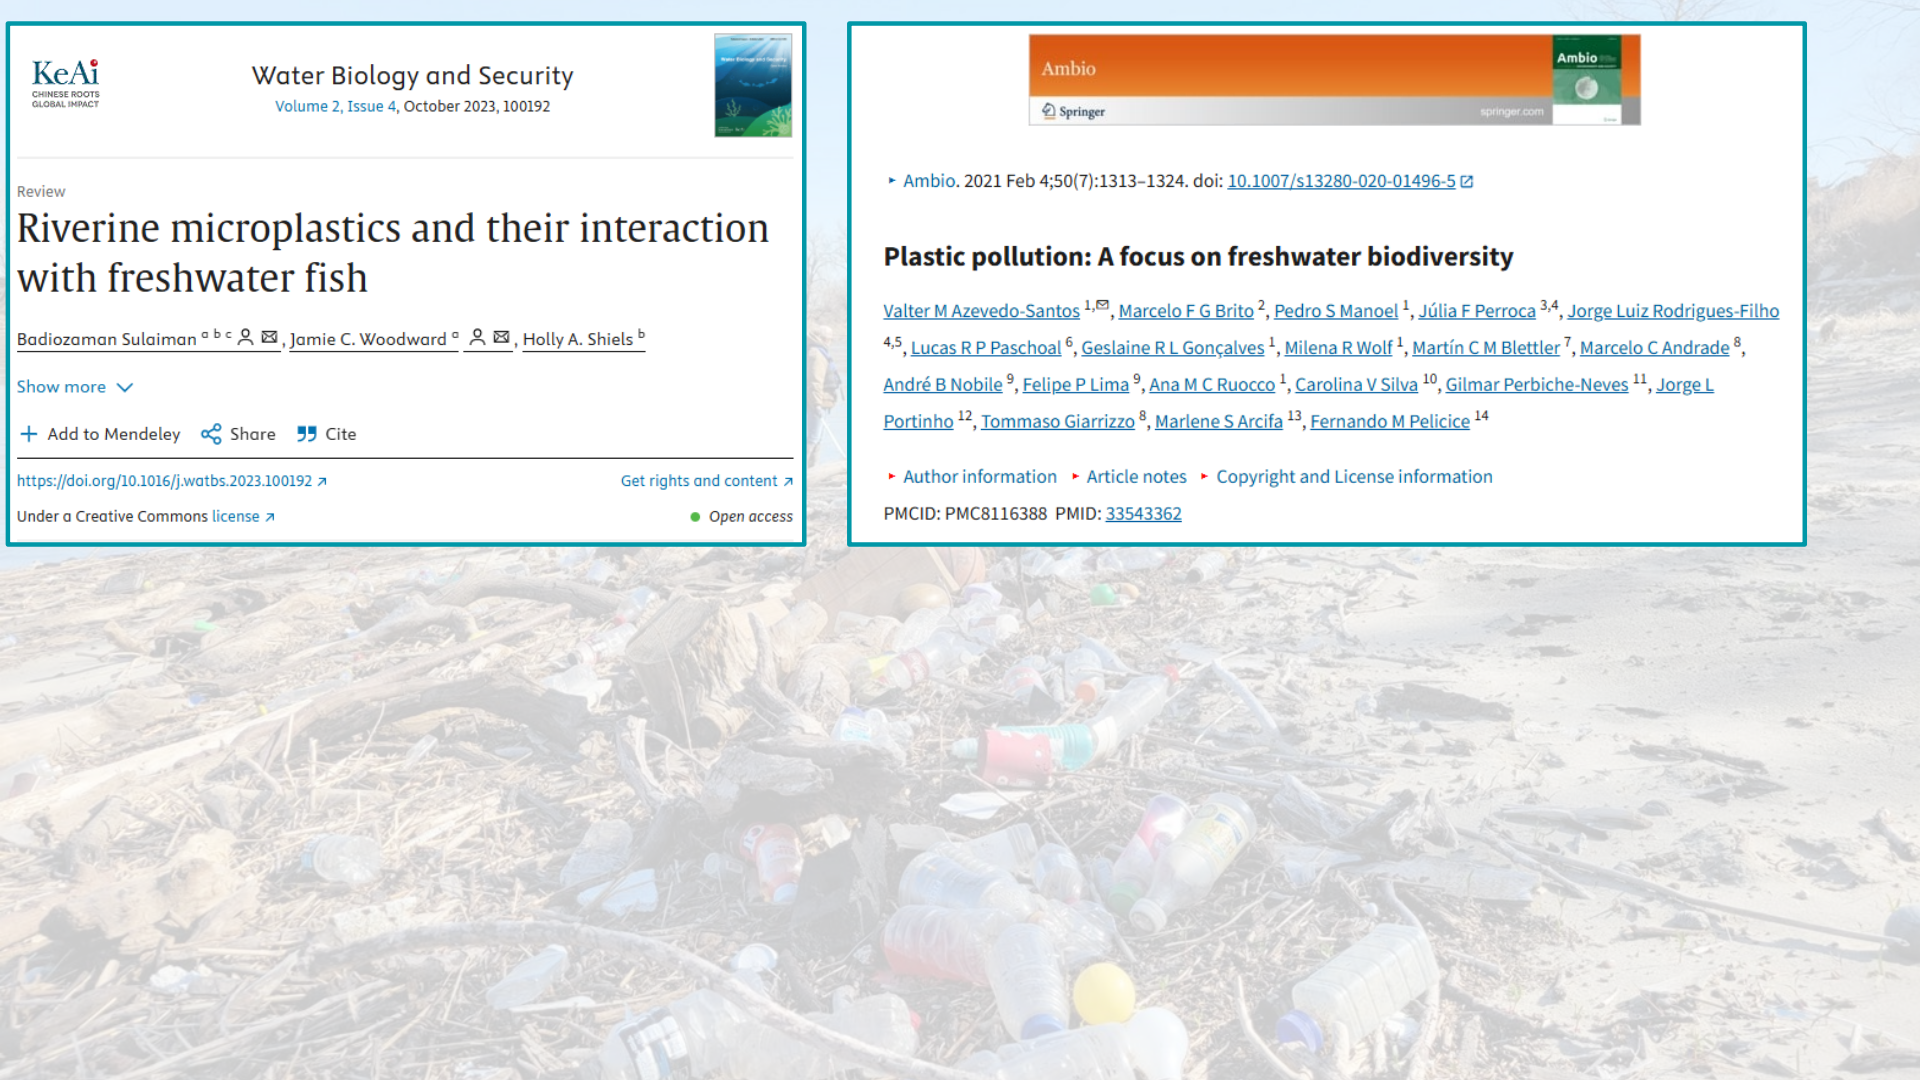 KeAi
CHINESE ROOTS
GLOBAL IMPACT
Water Biology and Security
Volume 2, Issue 4, October 2023, 100192
Water Biology and Security
Review
Riverine microplastics and their interaction
with freshwater fish
Badiozaman Sulaiman a b c, Jamie C. Woodward a, Holly A. Shiels b
Show more
Add to Mendeley Share Cite
https://doi.org/10.1016/j.watbs.2023.100192 ↗ Get rights and content ↗
Under a Creative Commons license ↗ Open access
Ambio
Ambio
Springer springer.com
▸ Ambio. 2021 Feb 4;50(7):1313–1324. doi: 10.1007/s13280-020-01496-5
Plastic pollution: A focus on freshwater biodiversity
Valter M Azevedo-Santos 1,✉, Marcelo F G Brito 2, Pedro S Manoel 1, Júlia F Perroca 3,4, Jorge Luiz Rodrigues-Filho
4,5, Lucas R P Paschoal 6, Geslaine R L Gonçalves 1, Milena R Wolf 1, Martín C M Blettler 7, Marcelo C Andrade 8,
André B Nobile 9, Felipe P Lima 9, Ana M C Ruocco 1, Carolina V Silva 10, Gilmar Perbiche-Neves 11, Jorge L
Portinho 12, Tommaso Giarrizzo 8, Marlene S Arcifa 13, Fernando M Pelicice 14
▸ Author information ▸ Article notes ▸ Copyright and License information
PMCID: PMC8116388 PMID: 33543362